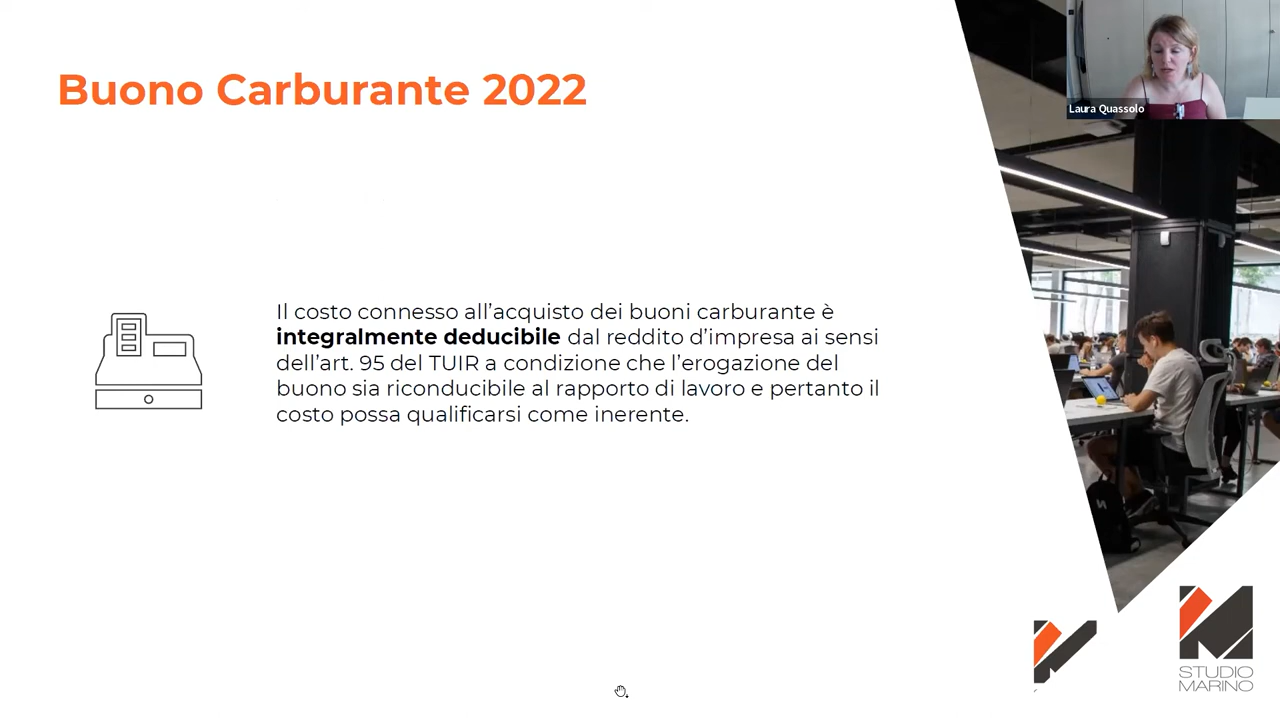 Buono Carburante 2022
Laura Quassolo
Il costo connesso all’acquisto dei buoni carburante è
integralmente deducibile dal reddito d’impresa ai sensi
dell’art. 95 del TUIR a condizione che l’erogazione del
buono sia riconducibile al rapporto di lavoro e pertanto il
costo possa qualificarsi come inerente.
STUDIO
MARINO